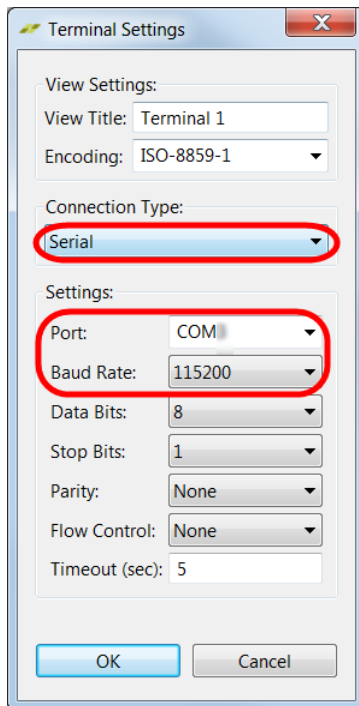 Terminal Settings
View Settings:
View Title: Terminal 1
Encoding: ISO-8859-1
Connection Type:
Serial
Settings:
Port: COM
Baud Rate: 115200
Data Bits: 8
Stop Bits: 1
Parity: None
Flow Control: None
Timeout (sec): 5
OK Cancel